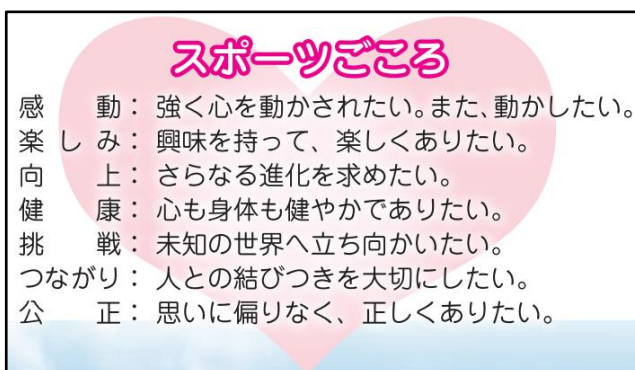 スポーツごころ
感動：強く心を動かされたい。また、動かしたい。
楽しみ：興味を持って、楽しくありたい。
向上：さらなる進化を求めたい。
健康：心も身体も健やかでありたい。
挑戦：未知の世界へ立ち向かいたい。
つながり：人との結びつきを大切にしたい。
公正：思いに偏りなく、正しくありたい。